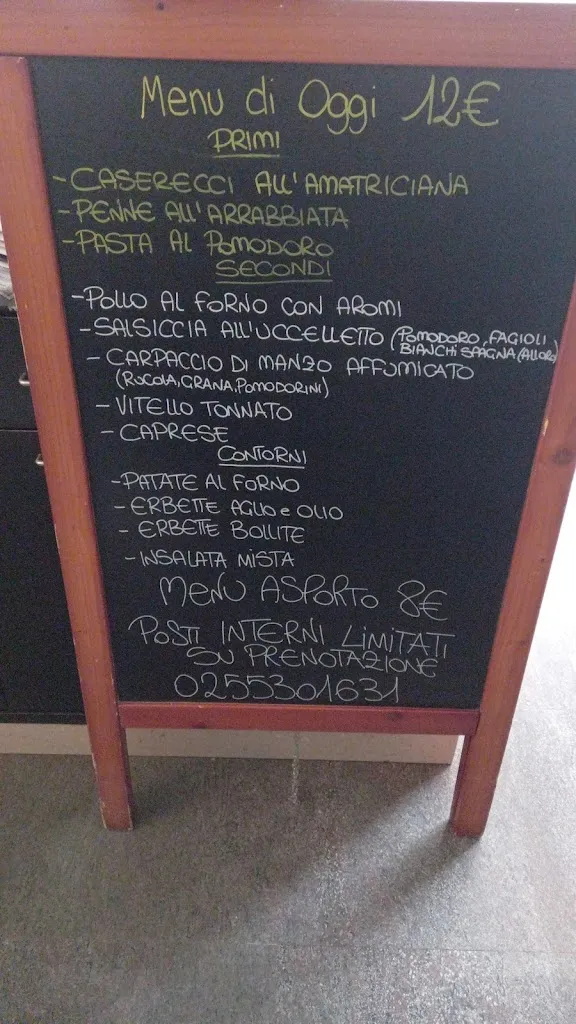 Menu di Oggi 12€
PRIMI
- CASERECCI ALL'AMATRICIANA
- PENNE ALL'ARRABBIATA
- PASTA AL POMODORO
SECONDI
- POLLO AL FORNO CON AROMI
- SALSICCIA ALL'UCCELLETTO (POMODORO, FAGIOLI
BIANCHI SPAGNA, ALLORO)
- CARPACCIO DI MANZO AFFUMICATO
(RUCOLA, GRANA, POMODORINI)
- VITELLO TONNATO
- CAPRESE
CONTORNI
- PATATE AL FORNO
- ERBETTE AGLIO e OLIO
- ERBETTE BOLLITE
- INSALATA MISTA
MENU ASPORTO 8€
POSTI INTERNI LIMITATI
SU PRENOTAZIONE
0255301631